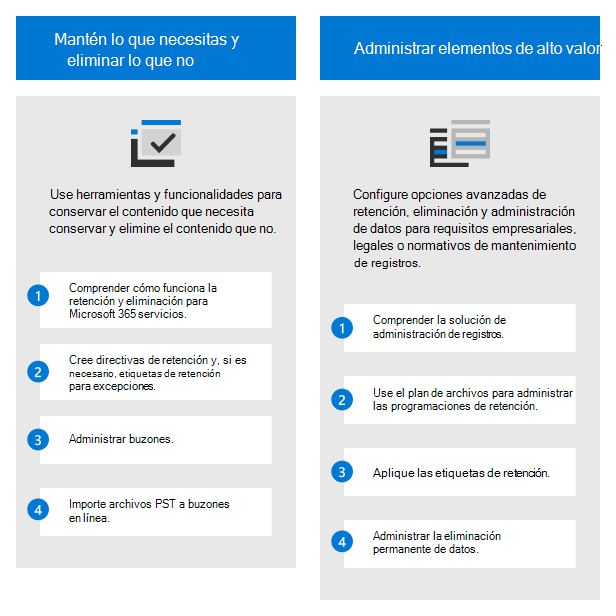 Mantén lo que necesitas y
eliminar lo que no
Use herramientas y funcionalidades para
conservar el contenido que necesita
conservar y elimine el contenido que no.
1
Comprender cómo funciona la
retención y eliminación para
Microsoft 365 servicios.
2
Cree directivas de retención y, si es
necesario, etiquetas de retención
para excepciones.
3
Administrar buzones.
4
Importe archivos PST a buzones
en línea.
Administrar elementos de alto valor
Configure opciones avanzadas de
retención, eliminación y administración
de datos para requisitos empresariales,
legales o normativos de mantenimiento
de registros.
1
Comprender la solución de
administración de registros.
2
Use el plan de archivos para administrar
las programaciones de retención.
3
Aplique las etiquetas de retención.
4
Administrar la eliminación
permanente de datos.